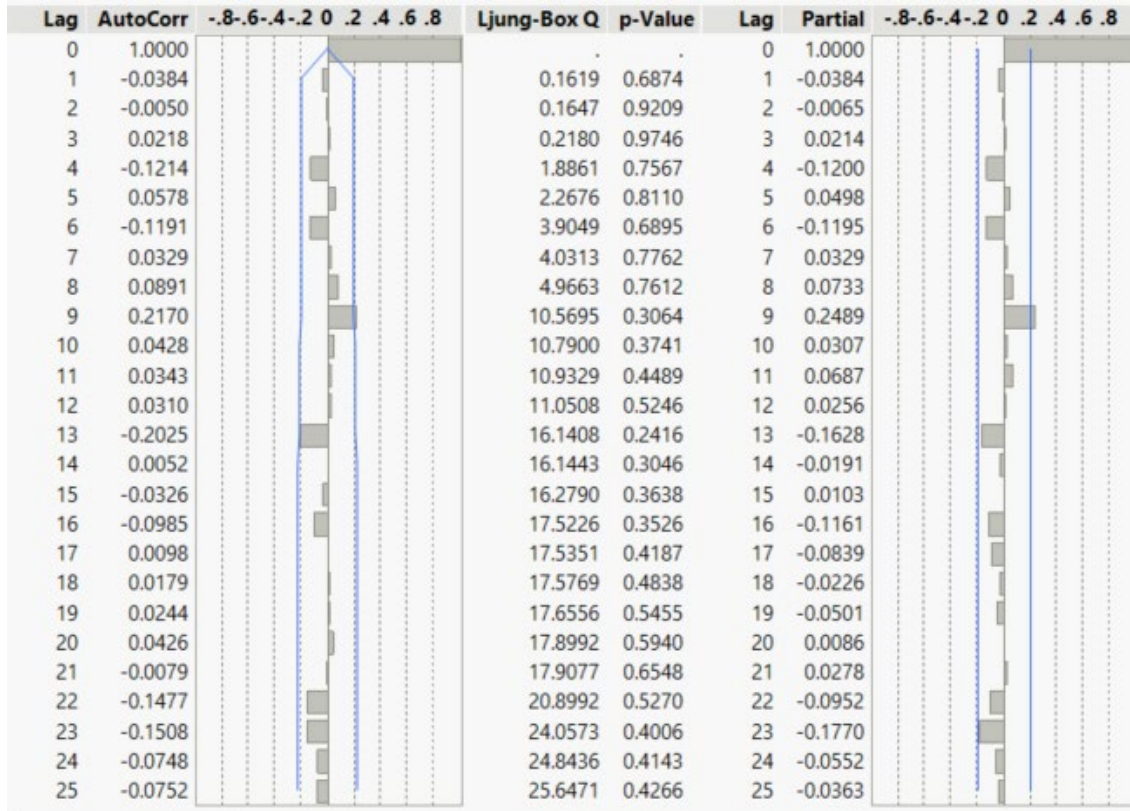 Lag AutoCorr -.8-.6-.4-.2 0 .2 .4 .6 .8 Ljung-Box Q p-Value Lag Partial -.8-.6-.4-.2 0 .2 .4 .6 .8
0 1.0000 . . 0 1.0000
1 -0.0384 0.1619 0.6874 1 -0.0384
2 -0.0050 0.1647 0.9209 2 -0.0065
3 0.0218 0.2180 0.9746 3 0.0214
4 -0.1214 1.8861 0.7567 4 -0.1200
5 0.0578 2.2676 0.8110 5 0.0498
6 -0.1191 3.9049 0.6895 6 -0.1195
7 0.0329 4.0313 0.7762 7 0.0329
8 0.0891 4.9663 0.7612 8 0.0733
9 0.2170 10.5695 0.3064 9 0.2489
10 0.0428 10.7900 0.3741 10 0.0307
11 0.0343 10.9329 0.4489 11 0.0687
12 0.0310 11.0508 0.5246 12 0.0256
13 -0.2025 16.1408 0.2416 13 -0.1628
14 0.0052 16.1443 0.3046 14 -0.0191
15 -0.0326 16.2790 0.3638 15 0.0103
16 -0.0985 17.5226 0.3526 16 -0.1161
17 0.0098 17.5351 0.4187 17 -0.0839
18 0.0179 17.5769 0.4838 18 -0.0226
19 0.0244 17.6556 0.5455 19 -0.0501
20 0.0426 17.8992 0.5940 20 0.0086
21 -0.0079 17.9077 0.6548 21 0.0278
22 -0.1477 20.8992 0.5270 22 -0.0952
23 -0.1508 24.0573 0.4006 23 -0.1770
24 -0.0748 24.8436 0.4143 24 -0.0552
25 -0.0752 25.6471 0.4266 25 -0.0363